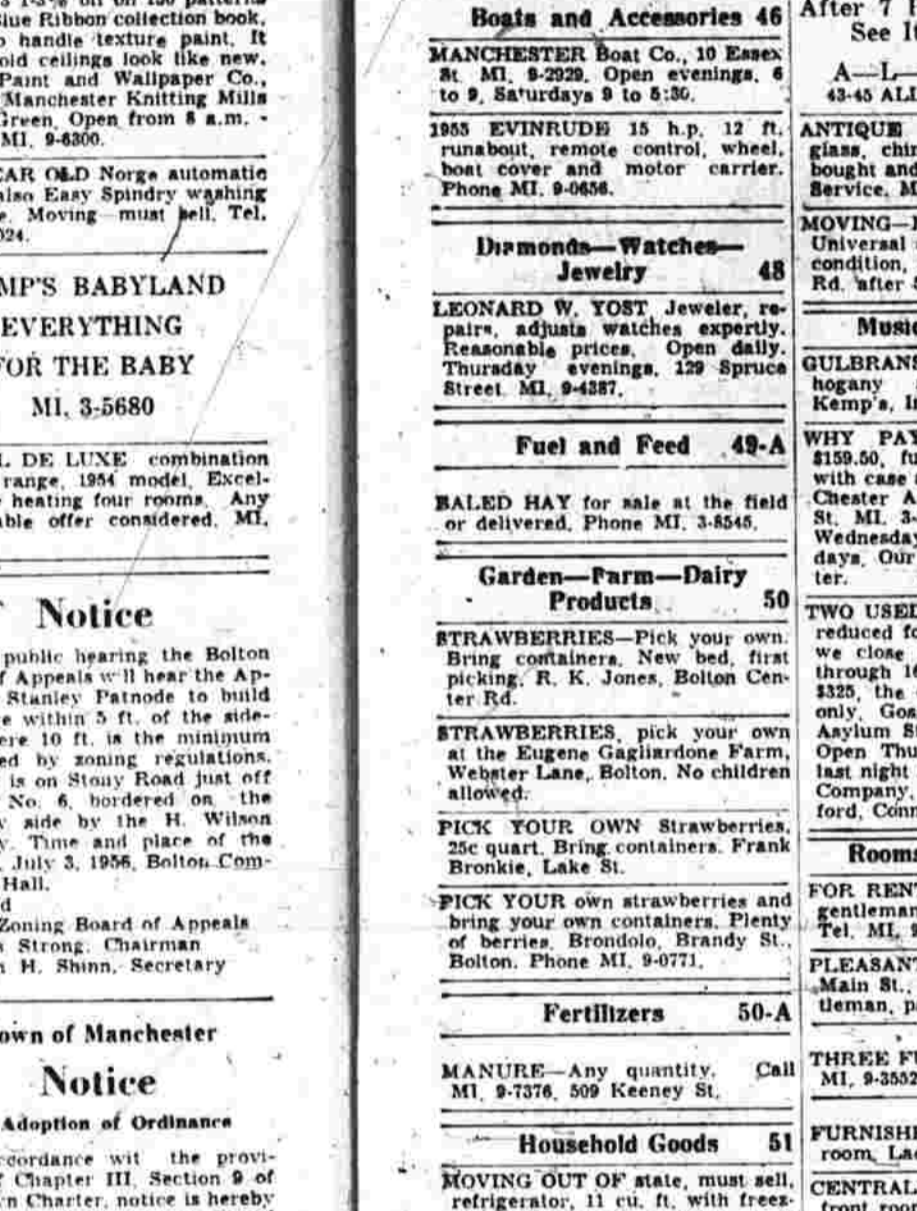 Blue Ribbon collection book,
handle texture paint. It
old ceilings look like new.
Paint and Wallpaper Co.,
Manchester Knitting Mills
Green. Open from 8 a.m. -
MI. 9-6300.
OLD Norge automatic
also Easy Spindry washing
Moving must sell. Tel.
BABYLAND
EVERYTHING
FOR THE BABY
MI. 3-5680
DE LUXE combination
range, 1954 model, Excel-
heating four rooms. Any
offer considered. MI.
Notice
public hearing the Bolton
of Appeals w'll hear the Ap-
Stanley Patnode to build
within 5 ft. of the side-
10 ft. is the minimum
by zoning regulations.
is on Stony Road just off
No. 6, bordered on the
side by the H. Wilson
Time and place of the
July 3, 1956, Bolton Com-
Hall.
Zoning Board of Appeals
Strong, Chairman
H. Shinn, Secretary
Town of Manchester
Notice
Adoption of Ordinance
wit the provi-
Chapter III, Section 9 of
Charter, notice is hereby
Boats and Accessories 46
MANCHESTER Boat Co., 10 Essex
St. MI. 9-2929. Open evenings, 6
to 9, Saturdays 9 to 5:30.
1955 EVINRUDE 15 h.p. 12 ft.
runabout, remote control, wheel,
boat cover and motor carrier.
Phone MI. 9-0656.
Diamonds—Watches—
Jewelry 48
LEONARD W. YOST Jeweler, re-
pairs, adjusts watches expertly.
Reasonable prices. Open daily.
Thursday evenings. 129 Spruce
Street. MI. 9-4387.
Fuel and Feed 49-A
BALED HAY for sale at the field
or delivered. Phone MI. 3-8545.
Garden—Farm—Dairy
Products 50
STRAWBERRIES—Pick your own.
Bring containers. New bed, first
picking. R. K. Jones, Bolton Cen-
ter Rd.
STRAWBERRIES, pick your own
at the Eugene Gagliardone Farm,
Webster Lane, Bolton. No children
allowed.
PICK YOUR OWN Strawberries.
25c quart. Bring containers. Frank
Bronkie, Lake St.
PICK YOUR own strawberries and
bring your own containers. Plenty
of berries. Brondolo, Brandy St.,
Bolton. Phone MI. 9-0771.
Fertilizers 50-A
MANURE—Any quantity. Call
MI. 9-7376. 509 Keeney St.
Household Goods 51
MOVING OUT OF state, must sell,
refrigerator, 11 cu. ft. with freez-
After 7
See
A—L—
43-45
ANTIQUE
glass,
bought and
Service.
MOVING—
Universal
condition,
Rd. after
hogany
Kemp's,
WHY PAY
$159.50,
with case
Chester
St. MI. 3-
Wednesday
days. Our
ter.
TWO USED
reduced
we close
through
$325, the
only.
Asylum
Open
last night
Company,
ford, Conn
Rooms
FOR RENT
gentleman
Tel. MI.
PLEASANT
Main St.,
tleman,
THREE
MI. 9-3552
room,
CENTRAL
front room